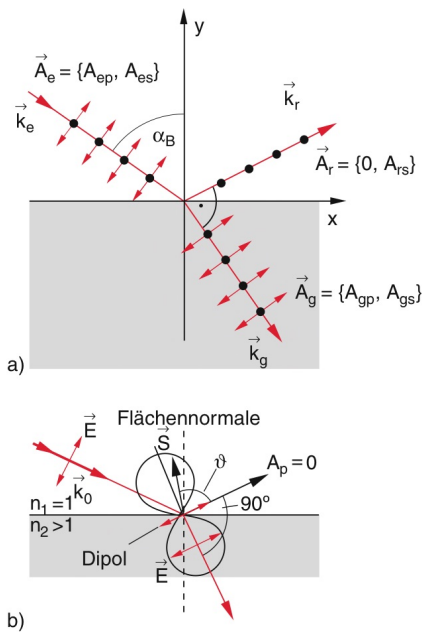 y
A⃗e = {Aep, Aes}
k⃗e
αB
k⃗r
A⃗r = {0, Ars}
x
A⃗g = {Agp, Ags}
k⃗g
a)
Flächennormale
E⃗
S⃗
k⃗0
Ap = 0
ϑ
n1 = 1
90°
n2 > 1
Dipol
E⃗
b)